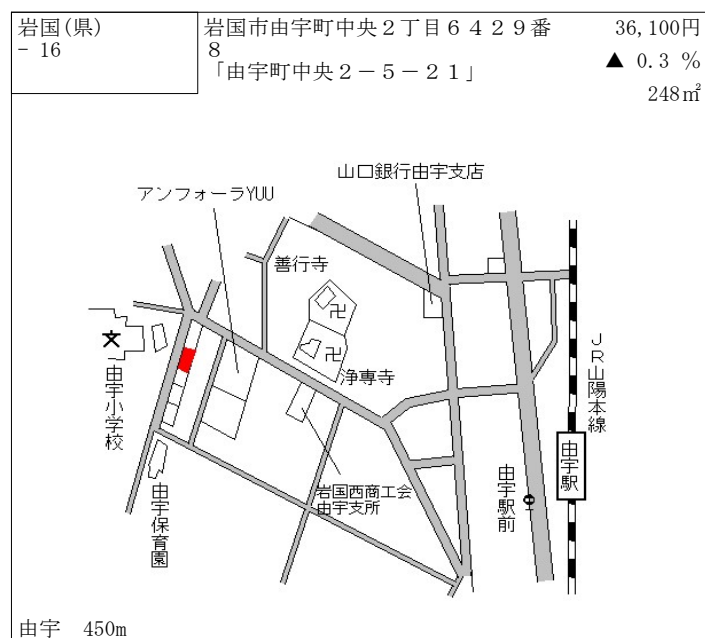 岩国(県)
- 16
岩国市由宇町中央２丁目６４２９番
８
「由宇町中央２－５－２１」
36,100円
▲ 0.3 %
248㎡
山口銀行由宇支店
アンフォーラYUU
善行寺
卍
卍
浄専寺
文
由宇小学校
岩国西商工会
由宇支所
由宇保育園
由宇駅前
由宇駅
ＪＲ山陽本線
由宇　450m